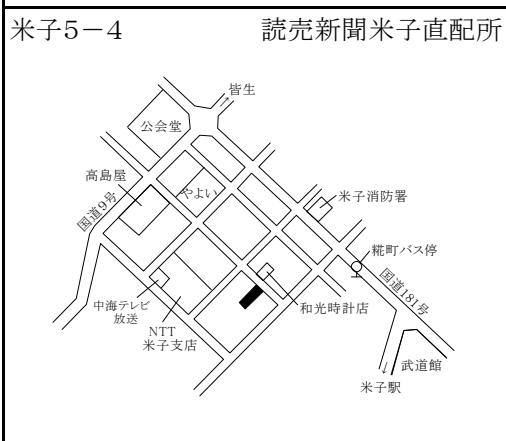 米子5－4
読売新聞米子直配所
皆生
公会堂
高島屋
やよい
国道9号
米子消防署
糀町バス停
中海テレビ
放送
NTT
米子支店
和光時計店
国道181号
武道館
米子駅